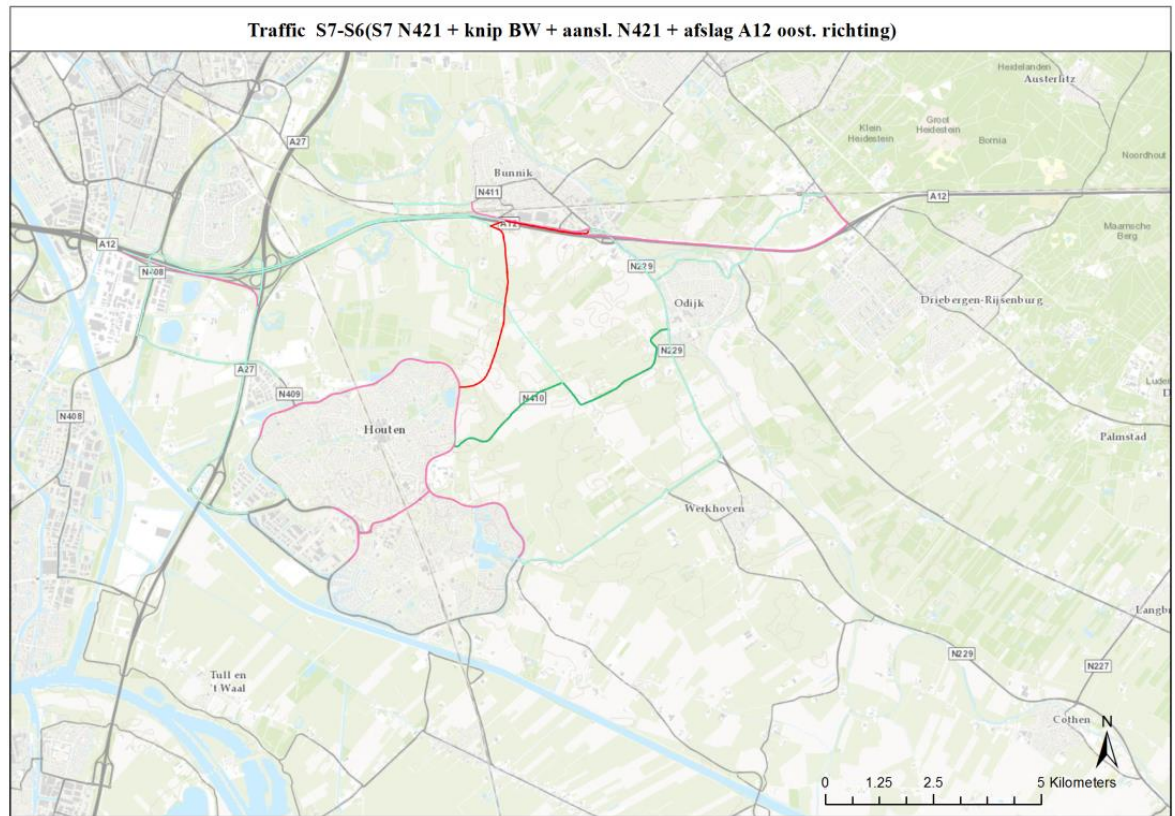 Traffic S7-S6(S7 N421 + knip BW + aansl. N421 + afslag A12 oost. richting)
Heidelanden
Austerlitz
A27
Klein
Heidestein
Groot
Heidestein
Bornia
Noordhout
Bunnik
N411
A12
A12
A12
N408
Maarnsche
Berg
N229
Odijk
Driebergen-Rijsenburg
N229
A27
N409
N410
N408
Houten
Palmstad
Werkhoven
Tull en
't Waal
N229
N227
Cothen
N
0 1.25 2.5 5 Kilometers